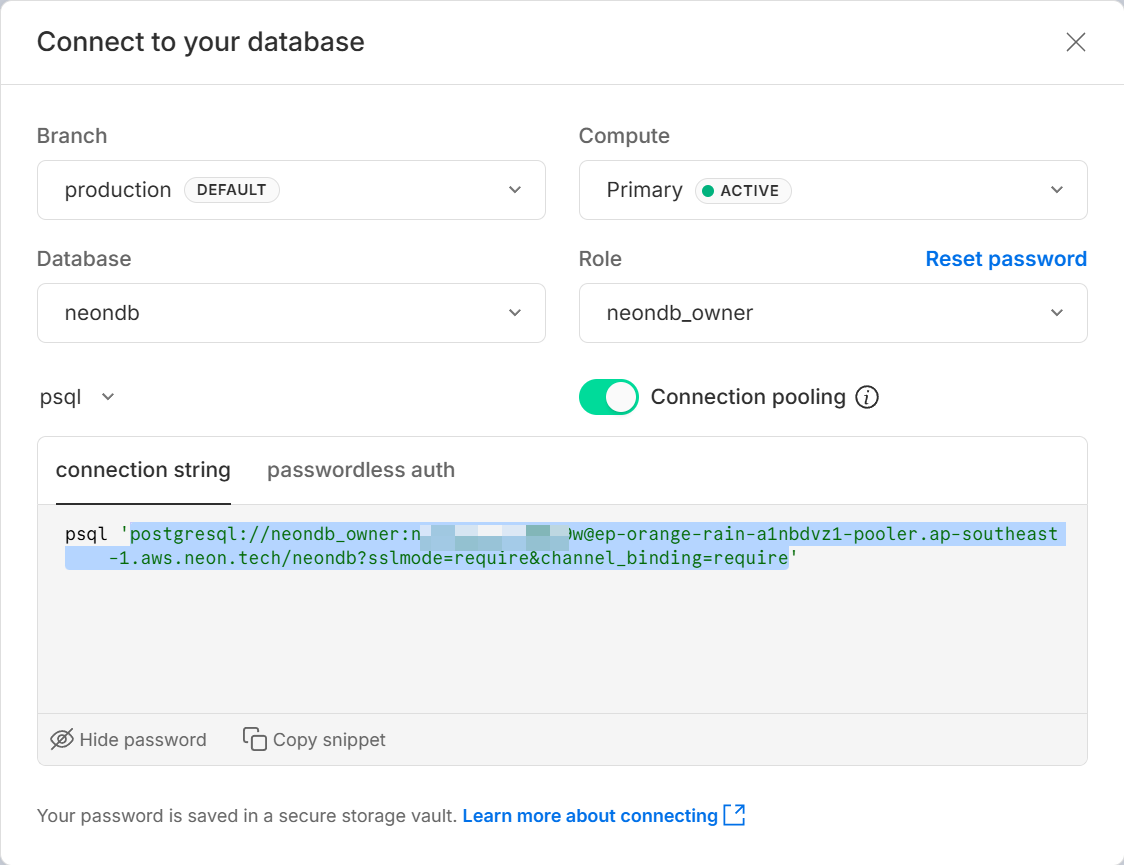 Connect to your database
Branch
Compute
production DEFAULT
Primary ACTIVE
Database
Role
Reset password
neondb
neondb_owner
psql
Connection pooling
connection string
passwordless auth
psql 'postgresql://neondb_owner:n 9w@ep-orange-rain-a1nbdvz1-pooler.ap-southeast
-1.aws.neon.tech/neondb?sslmode=require&channel_binding=require'
Hide password
Copy snippet
Your password is saved in a secure storage vault. Learn more about connecting